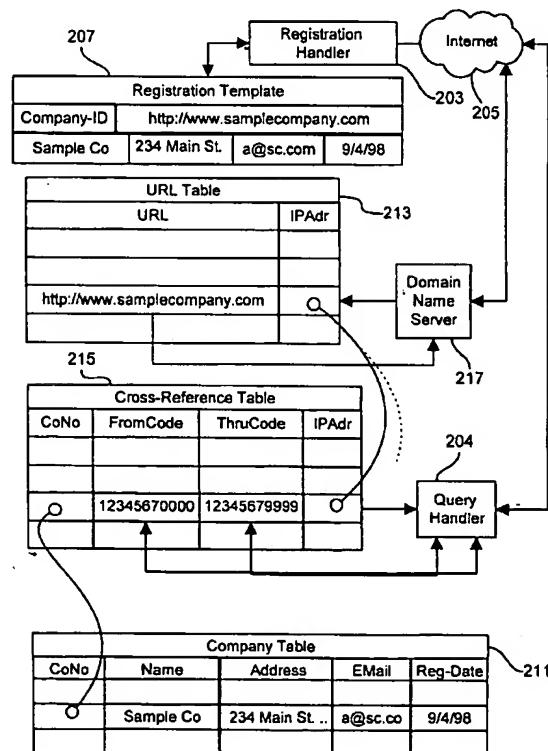 207
Registration Handler
203
Internet
205
Registration Template
Company-ID http://www.samplecompany.com
Sample Co 234 Main St. a@sc.com 9/4/98
URL Table
213
URL IPAdr
http://www.samplecompany.com
Domain Name Server
217
215
Cross-Reference Table
CoNo FromCode ThruCode IPAdr
12345670000 12345679999
204
Query Handler
Company Table
211
CoNo Name Address EMail Reg-Date
Sample Co 234 Main St. .. a@sc.co 9/4/98